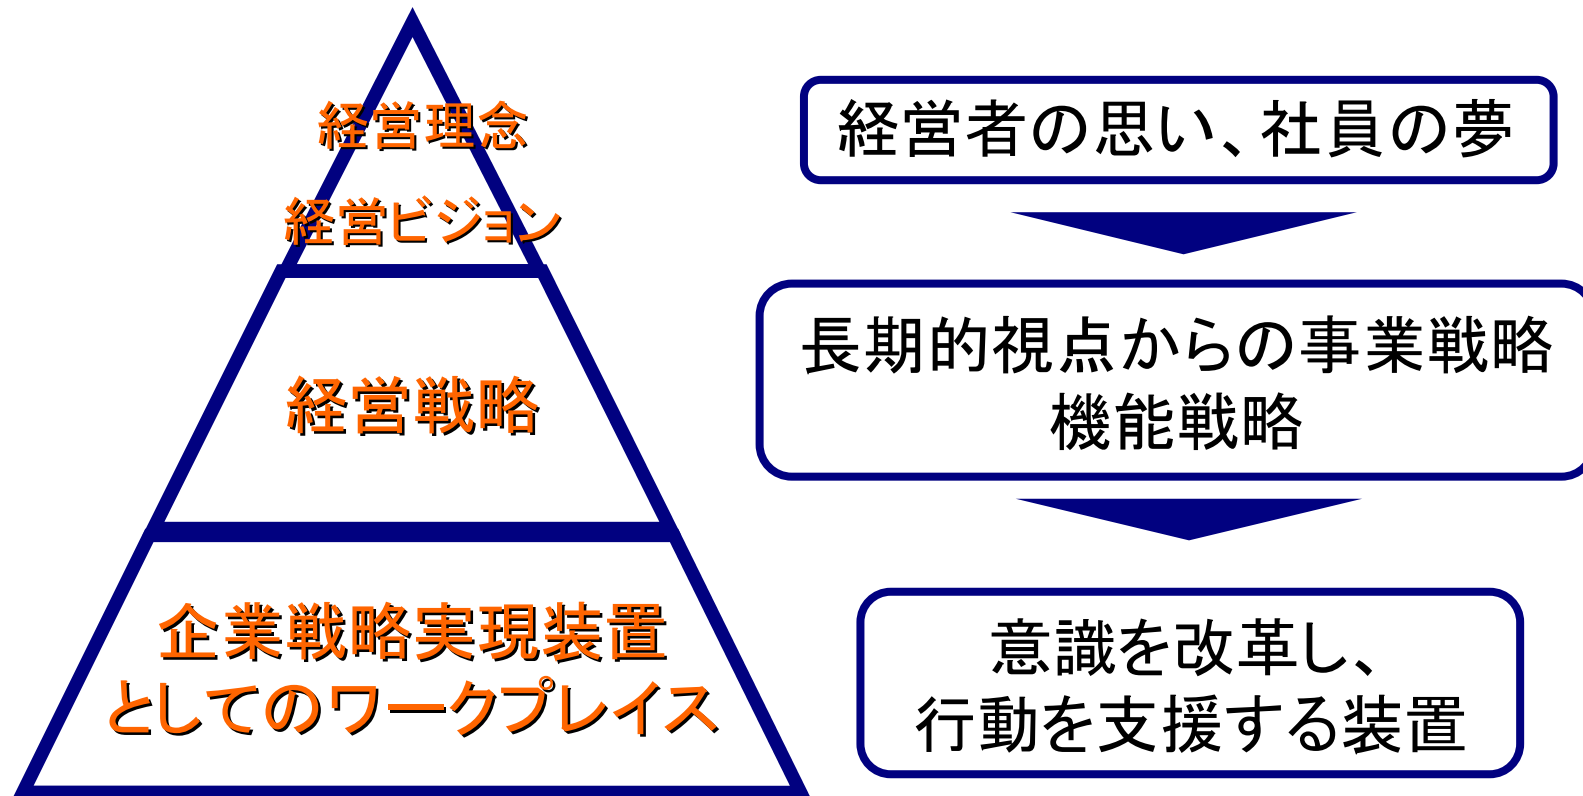 経営理念
経営ビジョン
経営戦略
企業戦略実現装置
としてのワークプレイス
経営者の思い、社員の夢
長期的視点からの事業戦略
機能戦略
意識を改革し、
行動を支援する装置